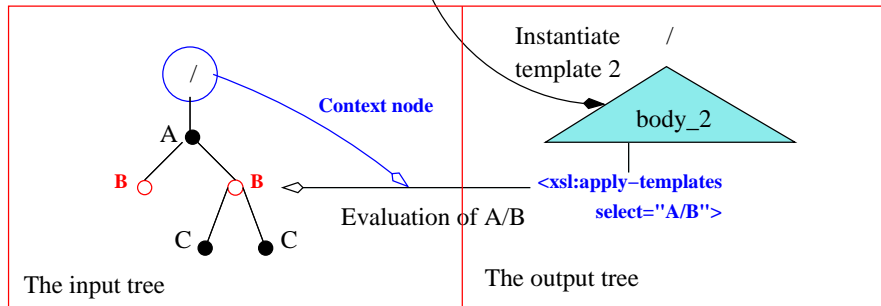 Instantiate /
template 2
/
Context node
body_2
A
B B
<xsl:apply−templates
select="A/B">
Evaluation of A/B
C C
The input tree
The output tree